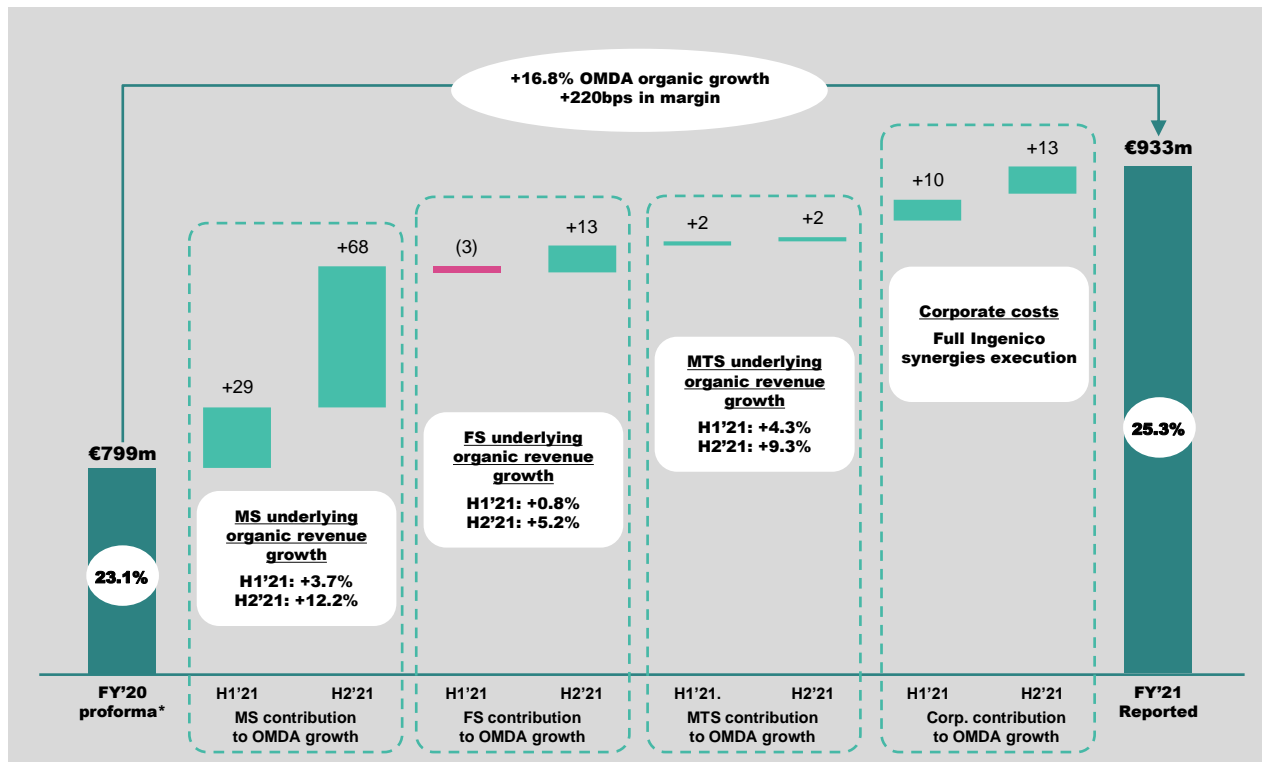 +16.8% OMDA organic growth
+220bps in margin
€799m
23.1%
+29
+68
MS underlying
organic revenue
growth
H1’21: +3.7%
H2’21: +12.2%
(3)
+13
FS underlying
organic revenue
growth
H1’21: +0.8%
H2’21: +5.2%
+2
+2
MTS underlying
organic revenue
growth
H1’21: +4.3%
H2’21: +9.3%
+10
+13
Corporate costs
Full Ingenico
synergies execution
€933m
25.3%
FY’20
proforma*
H1’21
H2’21
MS contribution
to OMDA growth
H1’21
H2’21
FS contribution
to OMDA growth
H1’21.
H2’21
MTS contribution
to OMDA growth
H1’21
H2’21
Corp. contribution
to OMDA growth
FY’21
Reported